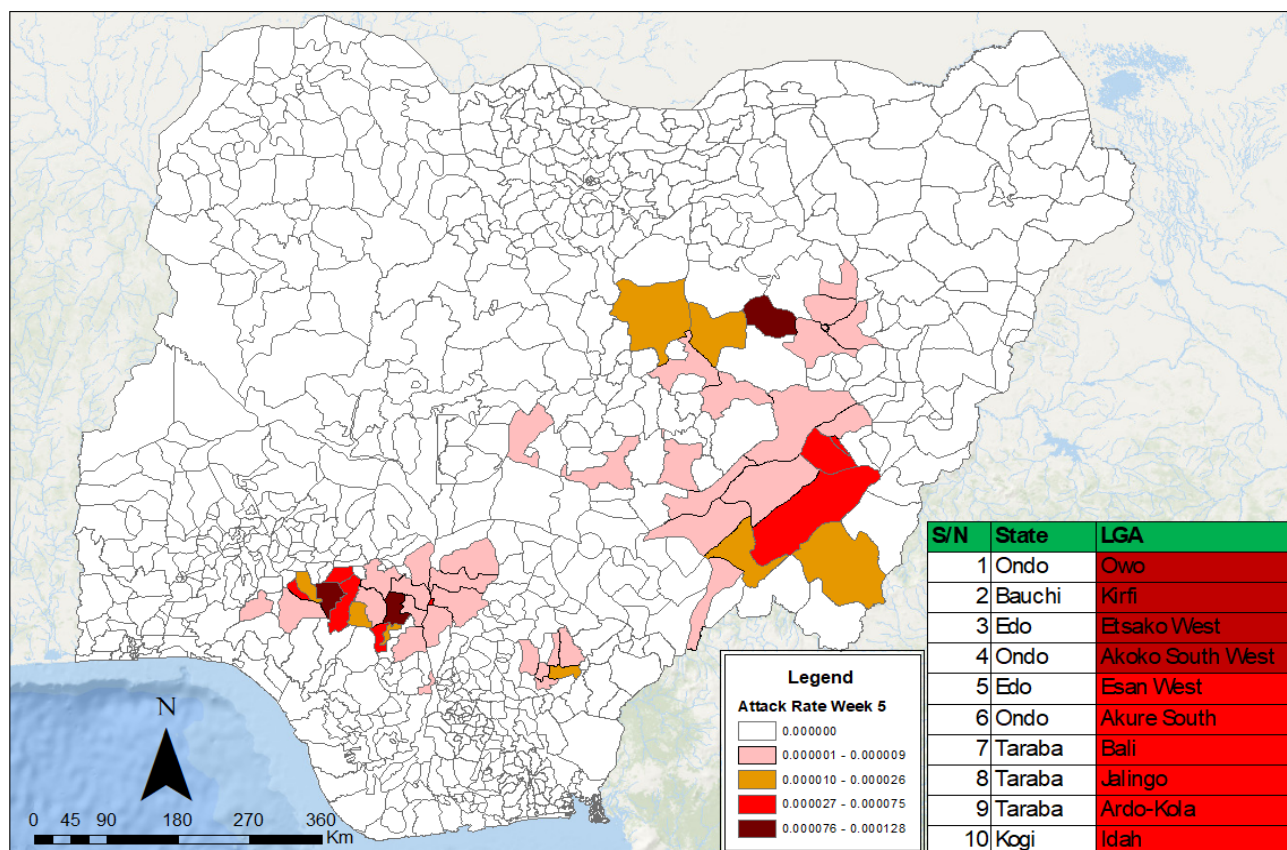 S/N State LGA
1 Ondo Owo
2 Bauchi Kirfi
3 Edo Etsako West
4 Ondo Akoko South West
5 Edo Esan West
6 Ondo Akure South
7 Taraba Bali
8 Taraba Jalingo
9 Taraba Ardo-Kola
10 Kogi Idah
Legend
Attack Rate Week 5
0.000000
0.000001 - 0.000009
0.000010 - 0.000026
0.000027 - 0.000075
0.000076 - 0.000128
N
0 45 90 180 270 360
Km